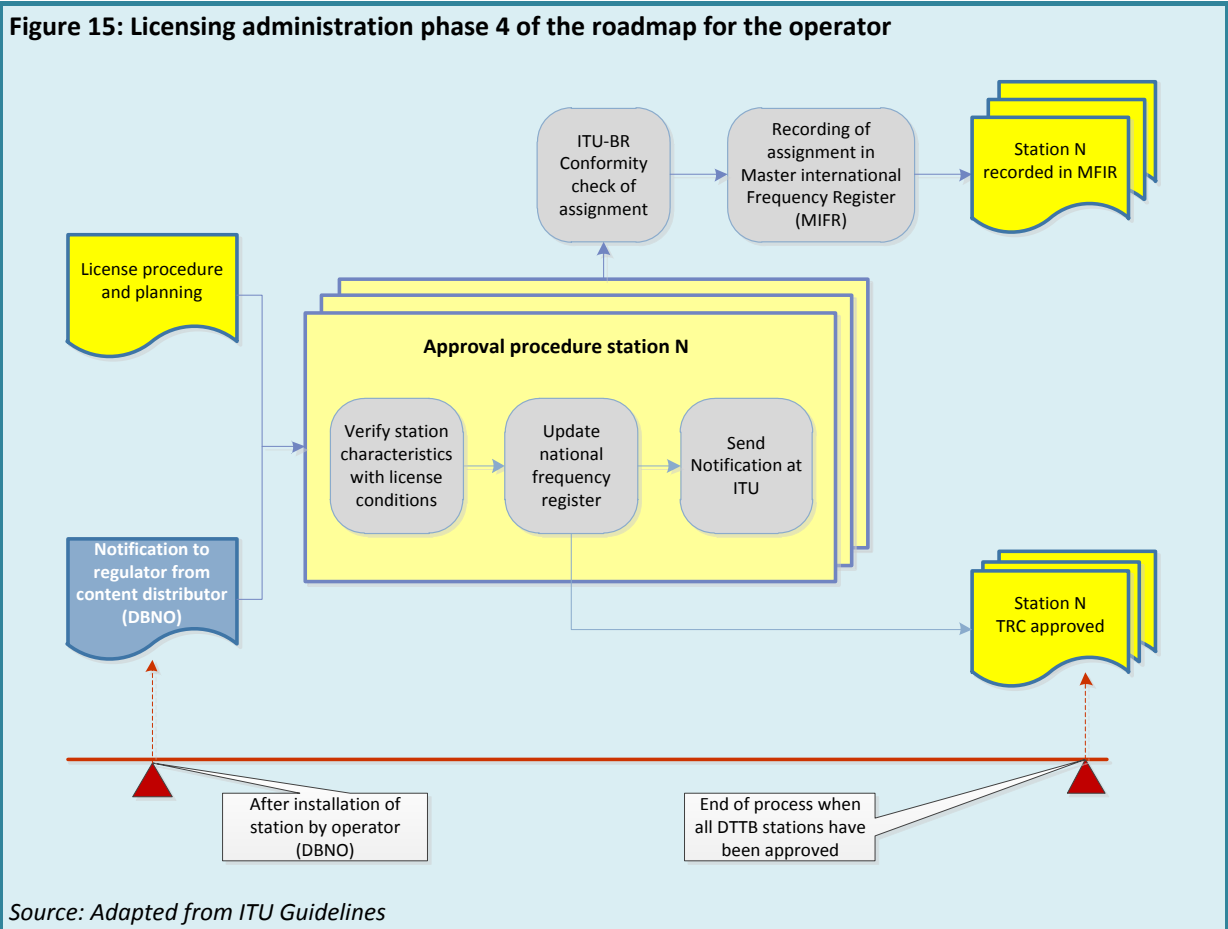 Figure 15: Licensing administration phase 4 of the roadmap for the operator
ITU-BR
Conformity
check of
assignment
Recording of
assignment in
Master international
Frequency Register
(MIFR)
Station N
recorded in MFIR
License procedure
and planning
Approval procedure station N
Verify station
characteristics
with license
conditions
Update
national
frequency
register
Send
Notification at
ITU
Notification to
regulator from
content distributor
(DBNO)
Station N
TRC approved
After installation of
station by operator
(DBNO)
End of process when
all DTTB stations have
been approved
Source: Adapted from ITU Guidelines